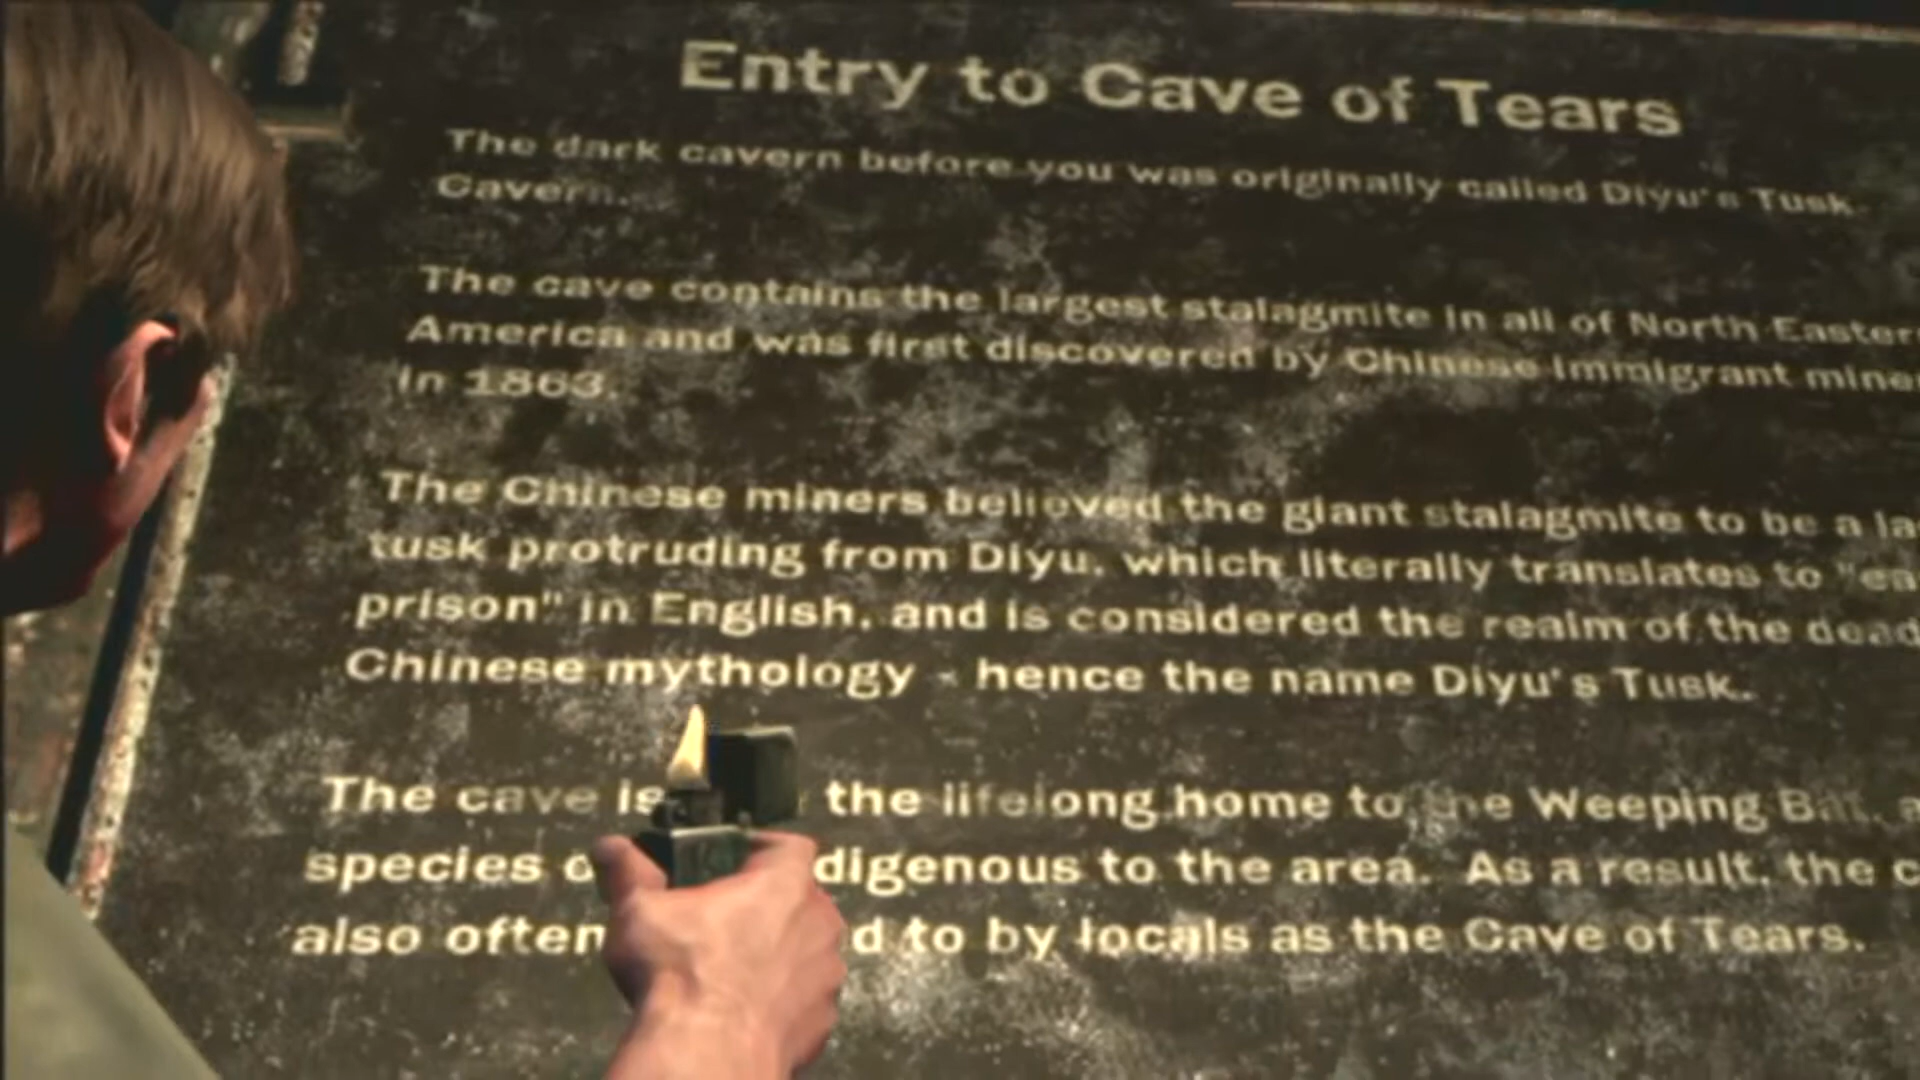 Entry to Cave of Tears
The dark cavern before you was originally called Diyu's Tusk
Cavern.
The cave contains the largest stalagmite in all of North Eastern
America and was first discovered by Chinese immigrant
in 1863.
The Chinese miners believed the giant stalagmite to be a
tusk protruding from Diyu, which literally translates to
prison" in English, and is considered the realm of the dead
Chinese mythology - hence the name Diyu's Tusk.
The cave is the lifelong home to the Weeping Bat, a
species digenous to the area. As a result, the
also often d to by locals as the Cave of Tears.